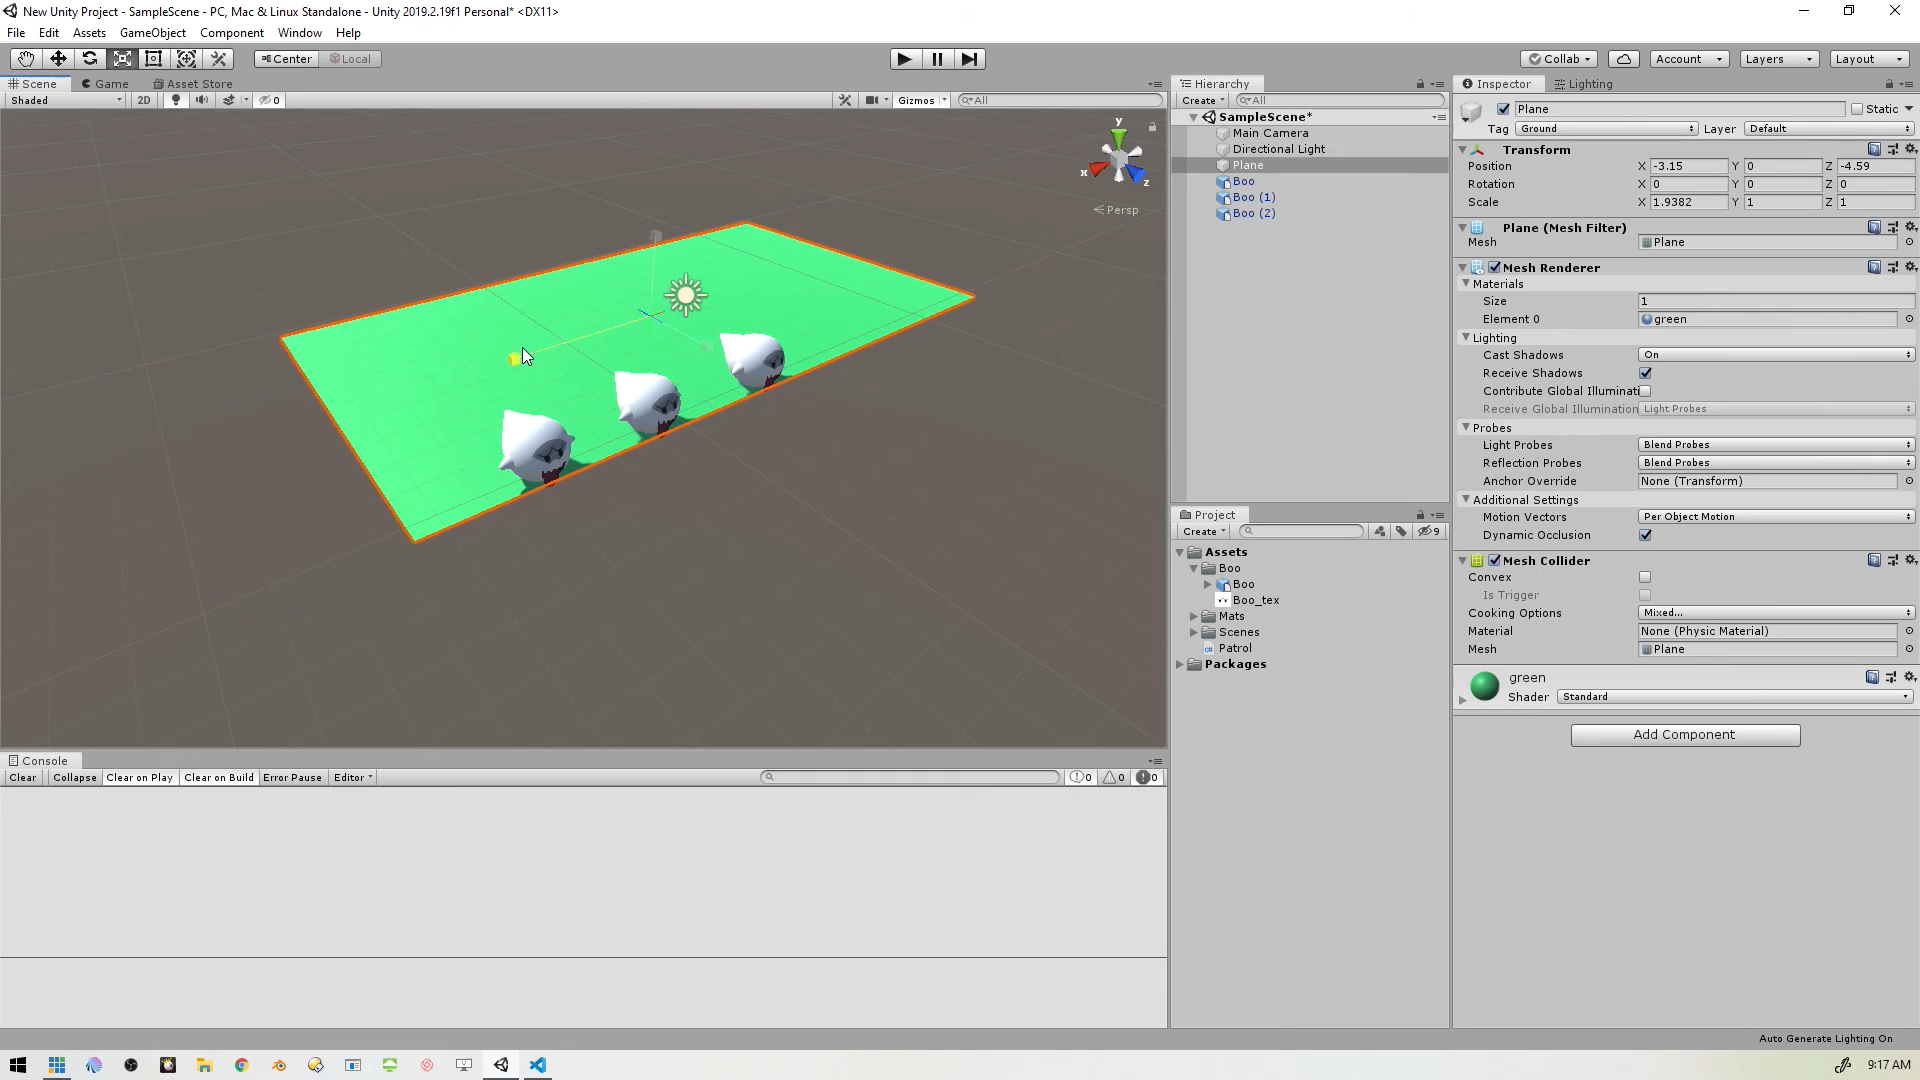 New Unity Project - SampleScene - PC, Mac & Linux Standalone - Unity 2019.2.19f1 Personal* <DX11>
File Edit Assets GameObject Component Window Help
Center Local Collab Account Layers Layout
Scene Game Asset Store
Shaded 2D 0 Gizmos All
y
x
z
Persp
Hierarchy
Create All
SampleScene*
Main Camera
Directional Light
Plane
Boo
Boo (1)
Boo (2)
Project
Create 9
Assets
Boo
Boo
Boo_tex
Mats
Scenes
Patrol
Packages
Inspector Lighting
Plane Static
Tag Ground Layer Default
Transform
Position X -3.15 Y 0 Z -4.59
Rotation X 0 Y 0 Z 0
Scale X 1.9382 Y 1 Z 1
Plane (Mesh Filter)
Mesh Plane
Mesh Renderer
Materials
Size 1
Element 0 green
Lighting
Cast Shadows On
Receive Shadows
Contribute Global Illuminati
Receive Global Illumination Light Probes
Probes
Light Probes Blend Probes
Reflection Probes Blend Probes
Anchor Override None (Transform)
Additional Settings
Motion Vectors Per Object Motion
Dynamic Occlusion
Mesh Collider
Convex
Is Trigger
Cooking Options Mixed...
Material None (Physic Material)
Mesh Plane
green
Shader Standard
Add Component
Console
Clear Collapse Clear on Play Clear on Build Error Pause Editor 0 0 0
Auto Generate Lighting On
9:17 AM